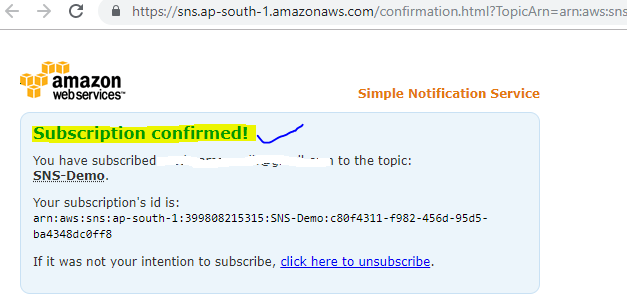 https://sns.ap-south-1.amazonaws.com/confirmation.html?TopicArn=arn:aws:sns
amazon
web services™
Simple Notification Service
Subscription confirmed!
You have subscribed to the topic:
SNS-Demo.
Your subscription's id is:
arn:aws:sns:ap-south-1:399808215315:SNS-Demo:c80f4311-f982-456d-95d5-
ba4348dc0ff8
If it was not your intention to subscribe, click here to unsubscribe.